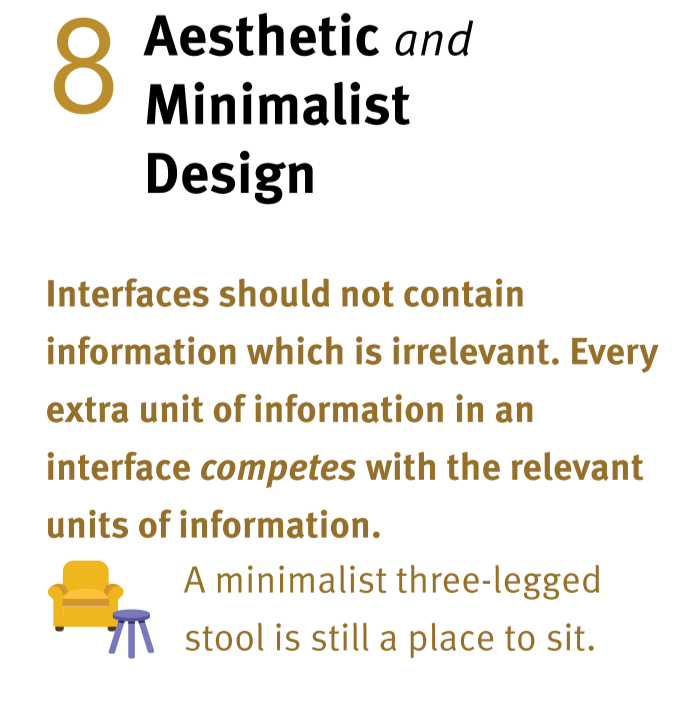 8 Aesthetic and
Minimalist
Design
Interfaces should not contain
information which is irrelevant. Every
extra unit of information in an
interface competes with the relevant
units of information.
A minimalist three-legged
stool is still a place to sit.